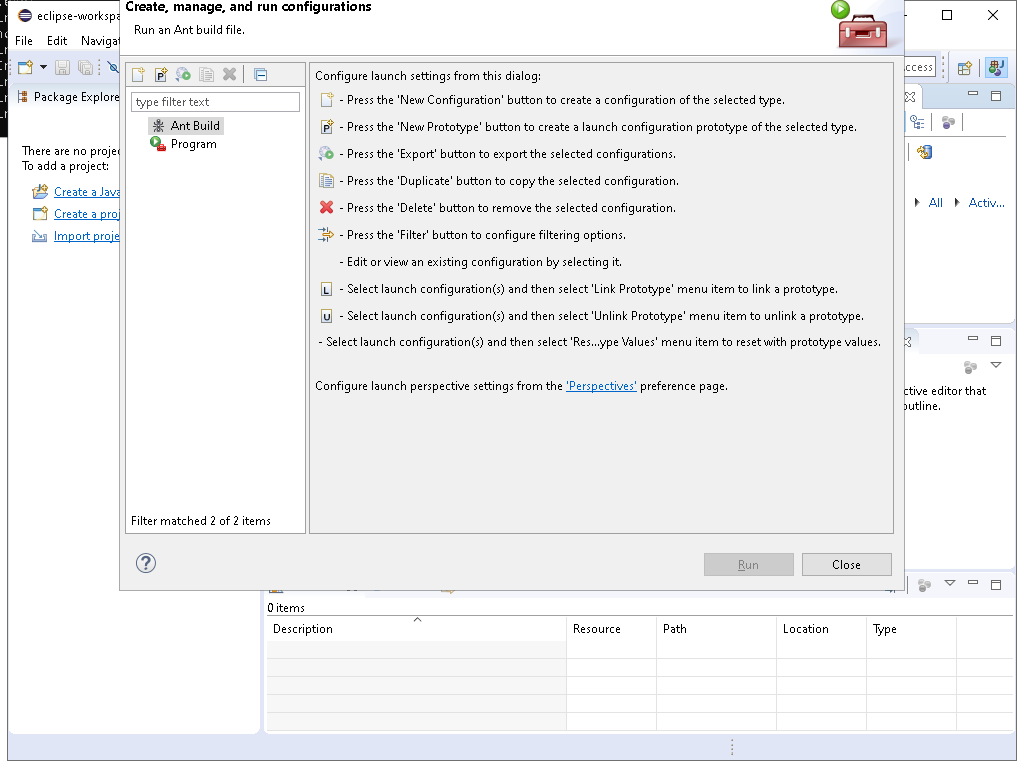 eclipse-workspa
Create, manage, and run configurations
Run an Ant build file.
File Edit Navigat
ccess
Package Explore
type filter text
Ant Build
Program
Filter matched 2 of 2 items
There are no projec
To add a project:
Create a Java
Create a proj
Import proje
Configure launch settings from this dialog:
- Press the 'New Configuration' button to create a configuration of the selected type.
P - Press the 'New Prototype' button to create a launch configuration prototype of the selected type.
- Press the 'Export' button to export the selected configurations.
- Press the 'Duplicate' button to copy the selected configuration.
- Press the 'Delete' button to remove the selected configuration.
- Press the 'Filter' button to configure filtering options.
- Edit or view an existing configuration by selecting it.
L - Select launch configuration(s) and then select 'Link Prototype' menu item to link a prototype.
U - Select launch configuration(s) and then select 'Unlink Prototype' menu item to unlink a prototype.
- Select launch configuration(s) and then select 'Res...ype Values' menu item to reset with prototype values.
Configure launch perspective settings from the 'Perspectives' preference page.
All Activ...
ctive editor that
outline.
? Run Close
0 items
Description Resource Path Location Type